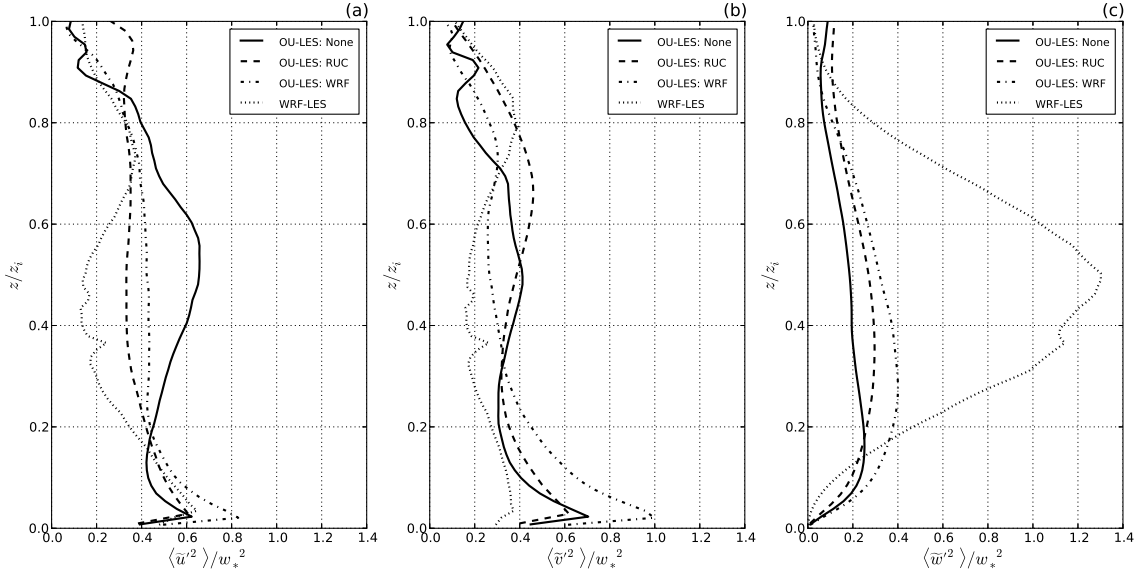 (a)
1.0
0.8
0.6
0.4
0.2
0.0
z/z_i
OU-LES: None
OU-LES: RUC
OU-LES: WRF
WRF-LES
0.0 0.2 0.4 0.6 0.8 1.0 1.2 1.4
⟨ũ′²⟩/w_*²
(b)
1.0
0.8
0.6
0.4
0.2
0.0
z/z_i
OU-LES: None
OU-LES: RUC
OU-LES: WRF
WRF-LES
0.0 0.2 0.4 0.6 0.8 1.0 1.2 1.4
⟨ṽ′²⟩/w_*²
(c)
1.0
0.8
0.6
0.4
0.2
0.0
z/z_i
OU-LES: None
OU-LES: RUC
OU-LES: WRF
WRF-LES
0.0 0.2 0.4 0.6 0.8 1.0 1.2 1.4
⟨w̃′²⟩/w_*²